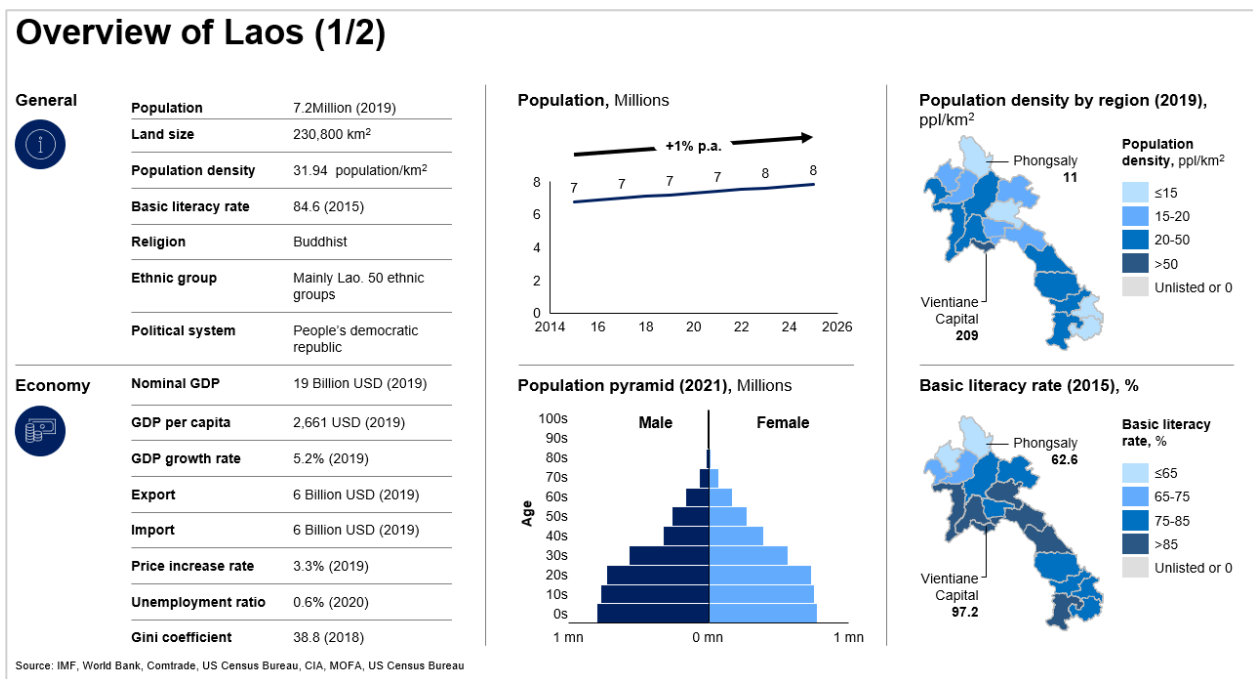 Overview of Laos (1/2)
General
Population 7.2Million (2019)
Land size 230,800 km²
Population density 31.94 population/km²
Basic literacy rate 84.6 (2015)
Religion Buddhist
Ethnic group Mainly Lao. 50 ethnic
groups
Political system People's democratic
republic
Economy
Nominal GDP 19 Billion USD (2019)
GDP per capita 2,661 USD (2019)
GDP growth rate 5.2% (2019)
Export 6 Billion USD (2019)
Import 6 Billion USD (2019)
Price increase rate 3.3% (2019)
Unemployment ratio 0.6% (2020)
Gini coefficient 38.8 (2018)
Population, Millions
+1% p.a.
7 7 7 7 8 8
8
6
4
2
0
2014 16 18 20 22 24 2026
Population pyramid (2021), Millions
Male Female
Age
100s
90s
80s
70s
60s
50s
40s
30s
20s
10s
0s
1 mn 0 mn 1 mn
Population density by region (2019),
ppl/km²
Phongsaly
11
Vientiane
Capital
209
Population
density, ppl/km²
≤15
15-20
20-50
>50
Unlisted or 0
Basic literacy rate (2015), %
Phongsaly
62.6
Vientiane
Capital
97.2
Basic literacy
rate, %
≤65
65-75
75-85
>85
Unlisted or 0
Source: IMF, World Bank, Comtrade, US Census Bureau, CIA, MOFA, US Census Bureau